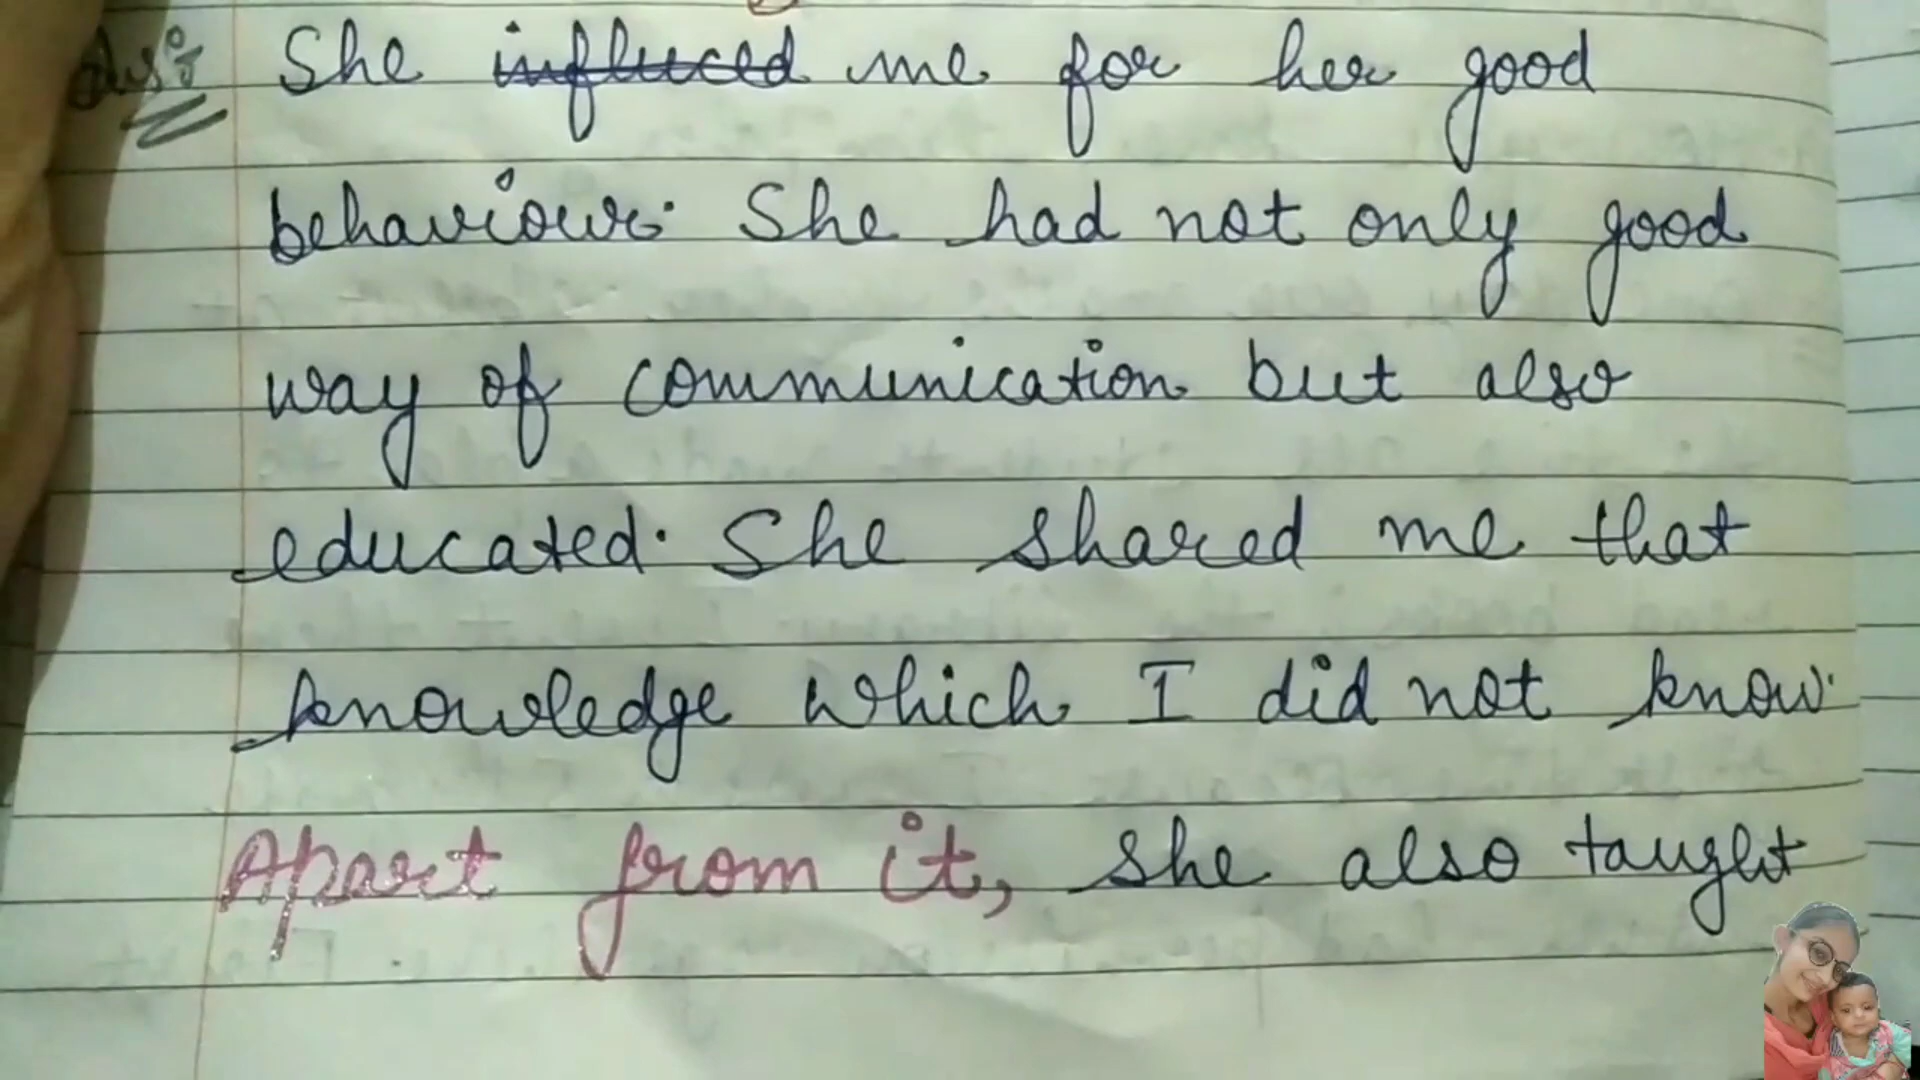 Ans: She influced me for her good
behaviour. She had not only good
way of communication but also
educated. She shared me that
knowledge which I did not know.
Apart from it, she also taught